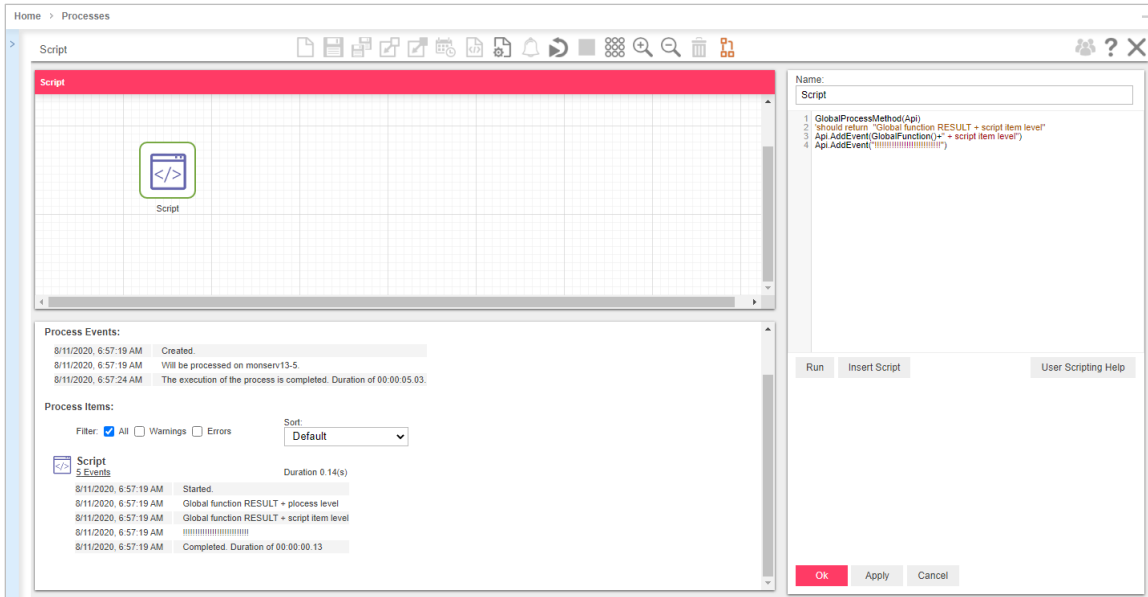 Home > Processes
>
Script
?
Script
Script
Name:
Script
1 GlobalProcessMethod(Api)
2 'should return "Global function RESULT + script item level"
3 Api.AddEvent(GlobalFunction()+" + script item level")
4 Api.AddEvent("!!!!!!!!!!!!!!!!!!!!!!!!!!")
Run Insert Script User Scripting Help
Process Events:
8/11/2020, 6:57:19 AM Created.
8/11/2020, 6:57:19 AM Will be processed on monserv13-5.
8/11/2020, 6:57:24 AM The execution of the process is completed. Duration of 00:00:05.03.
Process Items:
Filter: All Warnings Errors
Sort:
Default
Script
5 Events
Duration 0.14(s)
8/11/2020, 6:57:19 AM Started.
8/11/2020, 6:57:19 AM Global function RESULT + plocess level
8/11/2020, 6:57:19 AM Global function RESULT + script item level
8/11/2020, 6:57:19 AM !!!!!!!!!!!!!!!!!!!!!!!!!!
8/11/2020, 6:57:19 AM Completed. Duration of 00:00:00.13
Ok Apply Cancel